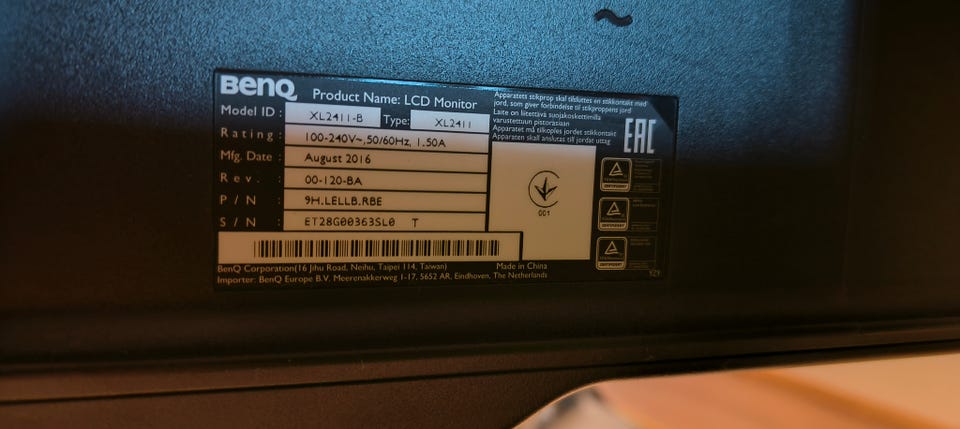 BenQ
Product Name: LCD Monitor
Model ID : XL2411-B Type: XL2411
Rating : 100-240V~,50/60Hz, 1.50A
Mfg. Date : August 2016
Rev. : 00-120-BA
P/N : 9H.LELLB.RBE
S/N : ET28G00363SL0 T
Apparatets stikprop skal tilsluttes en stikkontakt med
jord, som giver forbindelse til stikproppens jord
Laite on liitettävä suojakoskettimilla
varustettuun pistorasiaan
Apparatet må tilkoples jordet stikkontakt
Apparaten skall anslutas till jordat uttag
EAC
001
BenQ Corporation(16 Jihu Road, Neihu, Taipei 114, Taiwan)
Made in China
Importer: BenQ Europe B.V. Meerenakkerweg 1-17, 5652 AR, Eindhoven, The Netherlands
YZY